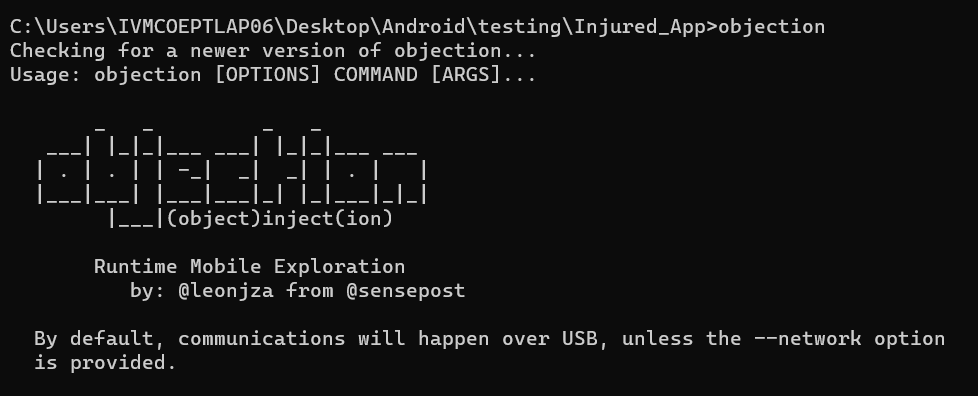 C:\Users\IVMCOEPTLAP06\Desktop\Android\testing\Injured_App>objection
Checking for a newer version of objection...
Usage: objection [OPTIONS] COMMAND [ARGS]...
       _   _         _   _
   ___| |_|_|___ ___| |_|_|___ ___
  | . | . | | -_|  _|  _| | . |   |
  |___|___| |___|___|_| |_|___|_|_|
        |___|(object)inject(ion)
       Runtime Mobile Exploration
          by: @leonjza from @sensepost
  By default, communications will happen over USB, unless the --network option
  is provided.